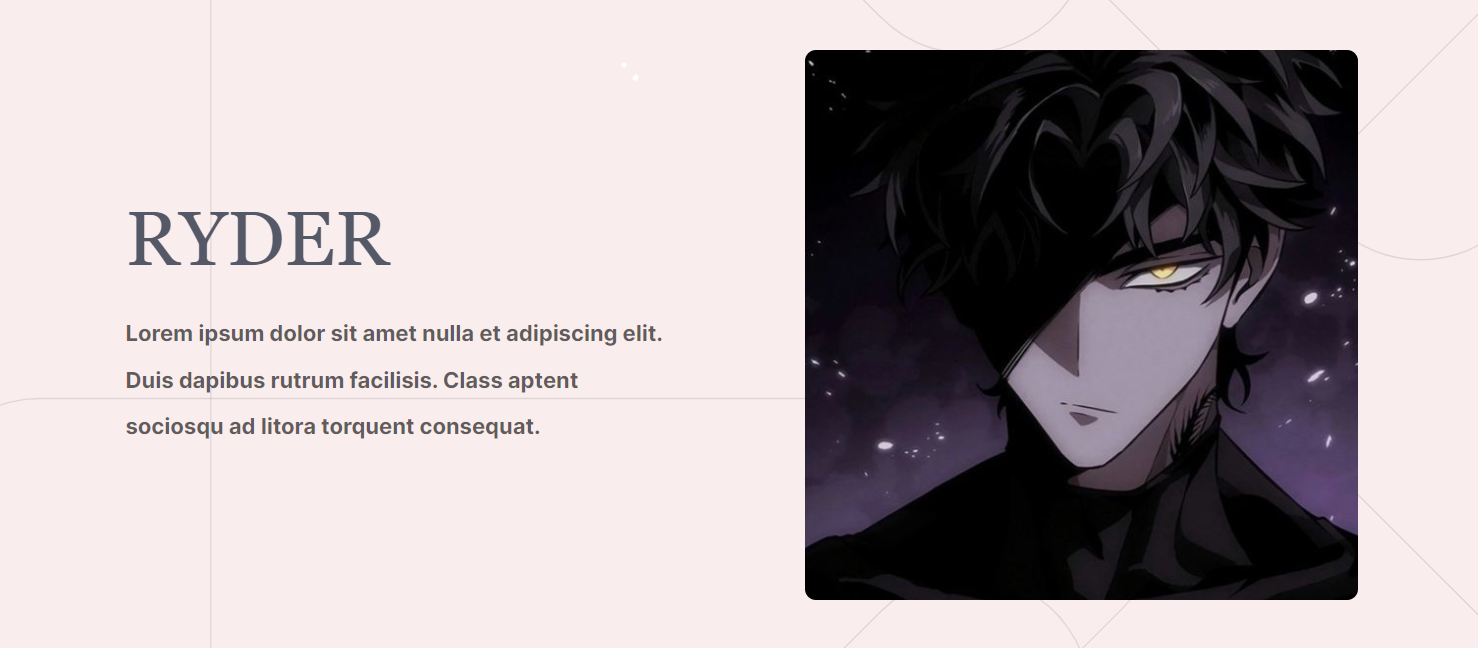 RYDER
Lorem ipsum dolor sit amet nulla et adipiscing elit.
Duis dapibus rutrum facilisis. Class aptent
sociosqu ad litora torquent consequat.